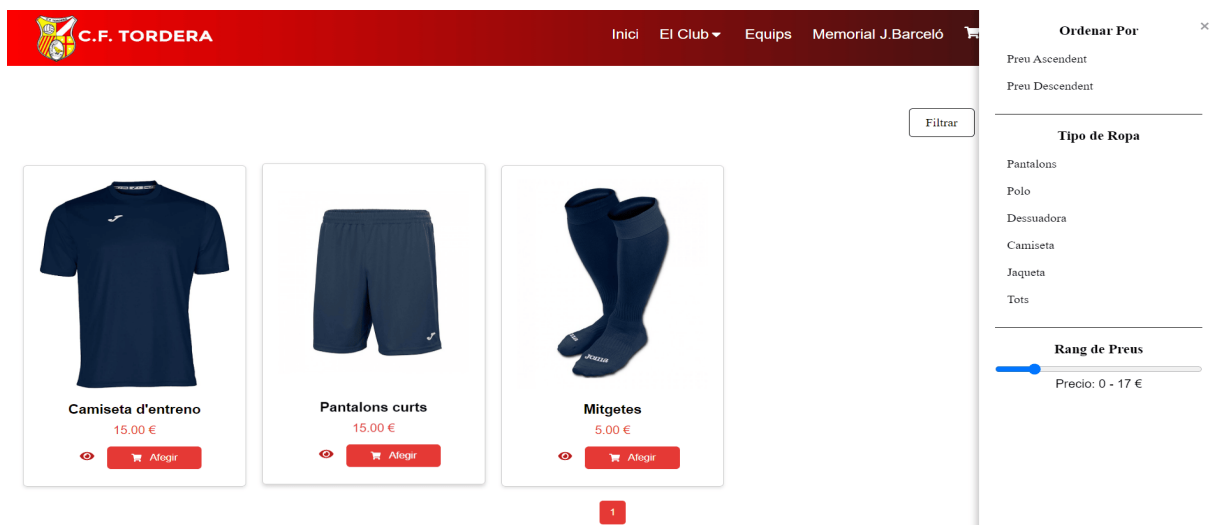 C.F. TORDERA
Inici El Club Equips Memorial J.Barceló
Filtrar
Camiseta d'entreno
15.00 €
Afegir
Pantalons curts
15.00 €
Afegir
Joma
Mitgetes
5.00 €
Afegir
1
×
Ordenar Por
Preu Ascendent
Preu Descendent
Tipo de Ropa
Pantalons
Polo
Dessuadora
Camiseta
Jaqueta
Tots
Rang de Preus
Precio: 0 - 17 €